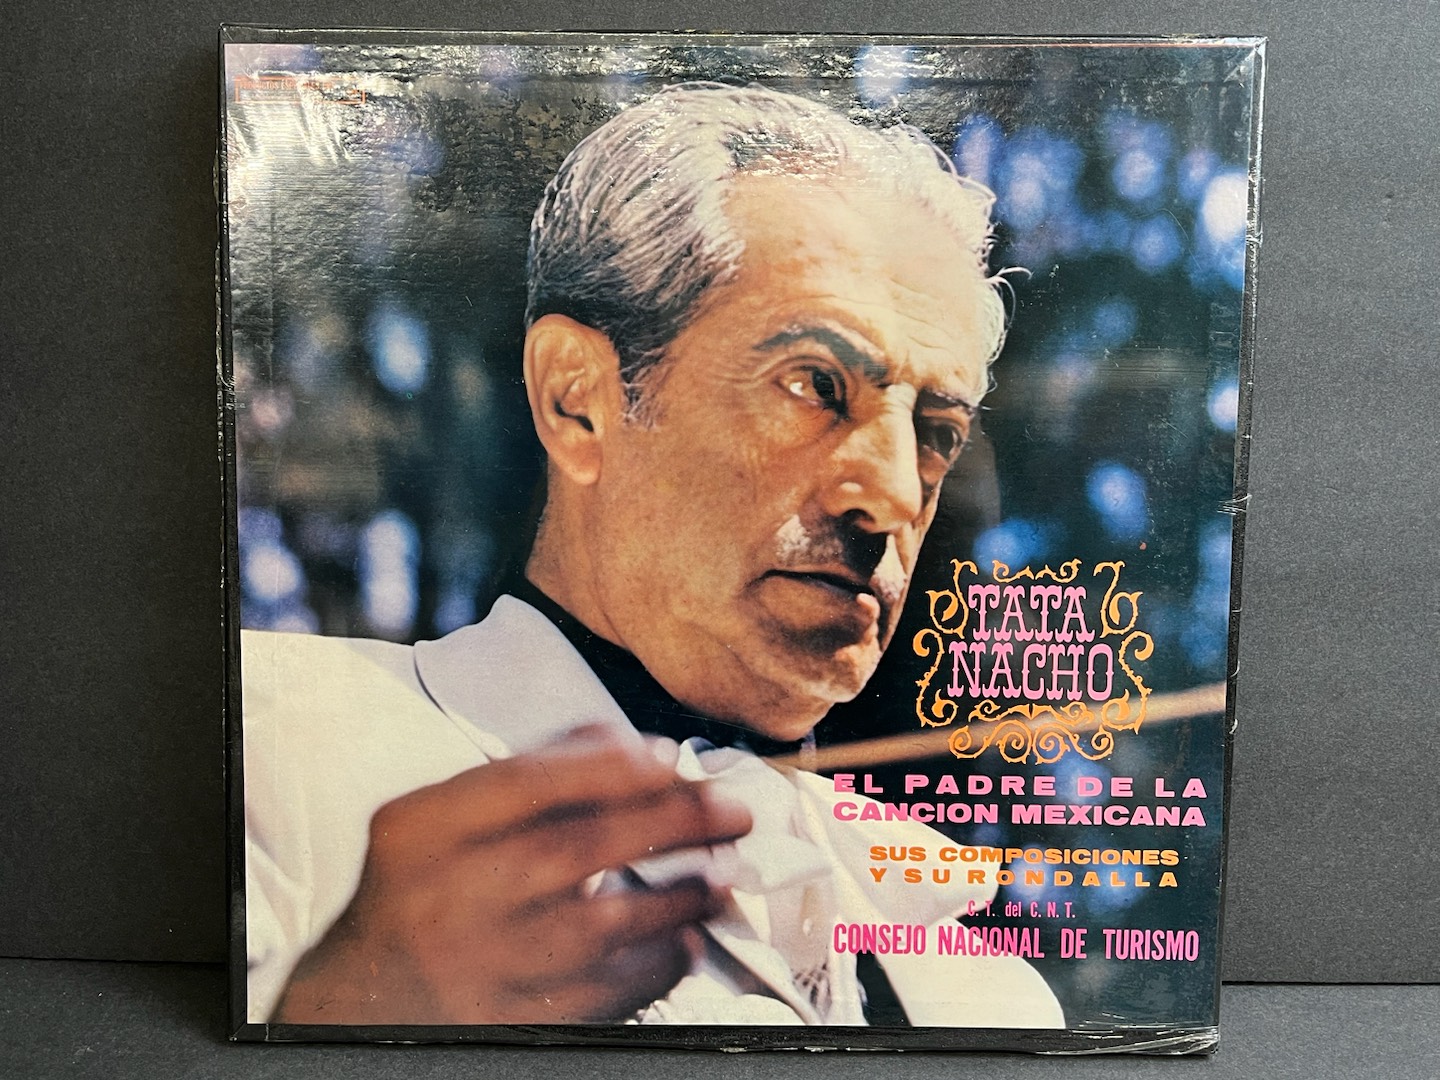 TATA
NACHO
EL PADRE DE LA
CANCION MEXICANA
SUS COMPOSICIONES
Y SU RONDALLA
C. T. del C. N. T.
CONSEJO NACIONAL DE TURISMO